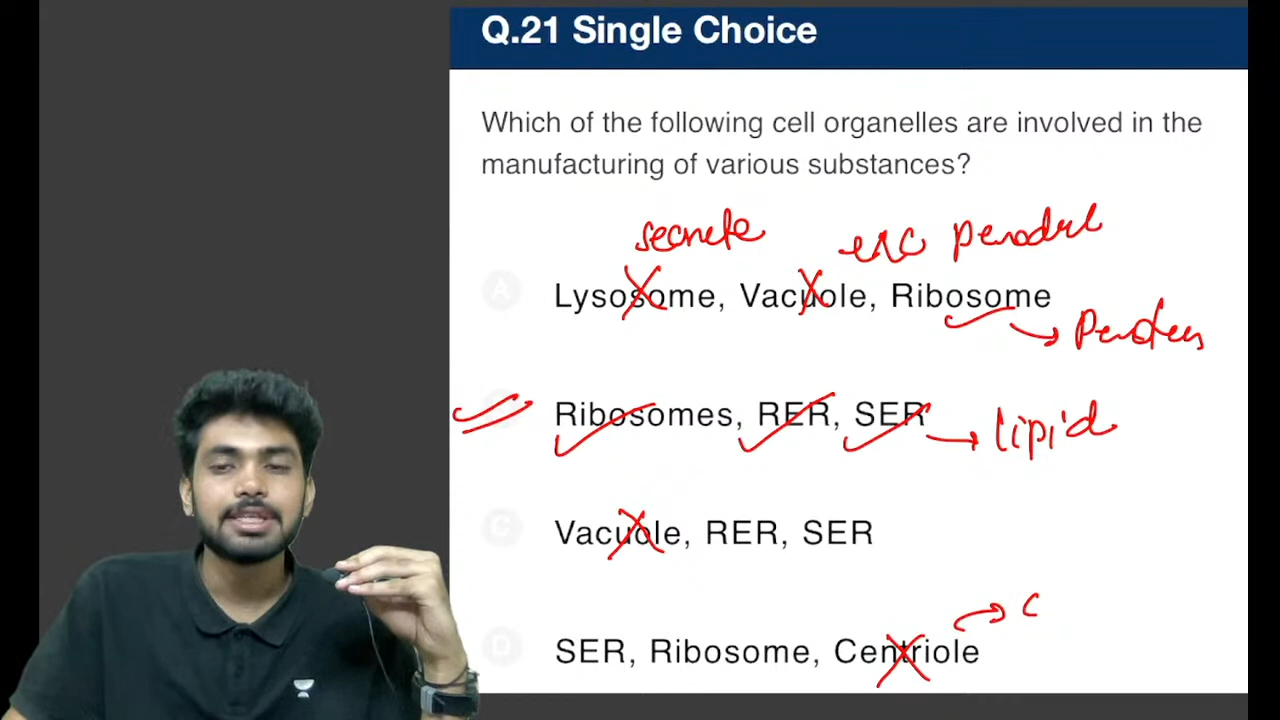 Q.21 Single Choice
Which of the following cell organelles are involved in the
manufacturing of various substances?
secrete
A Lysosome, Vacuole, Ribosome
Ribosomes, RER, SER → lipid
C Vacuole, RER, SER
→ c
D SER, Ribosome, Centriole